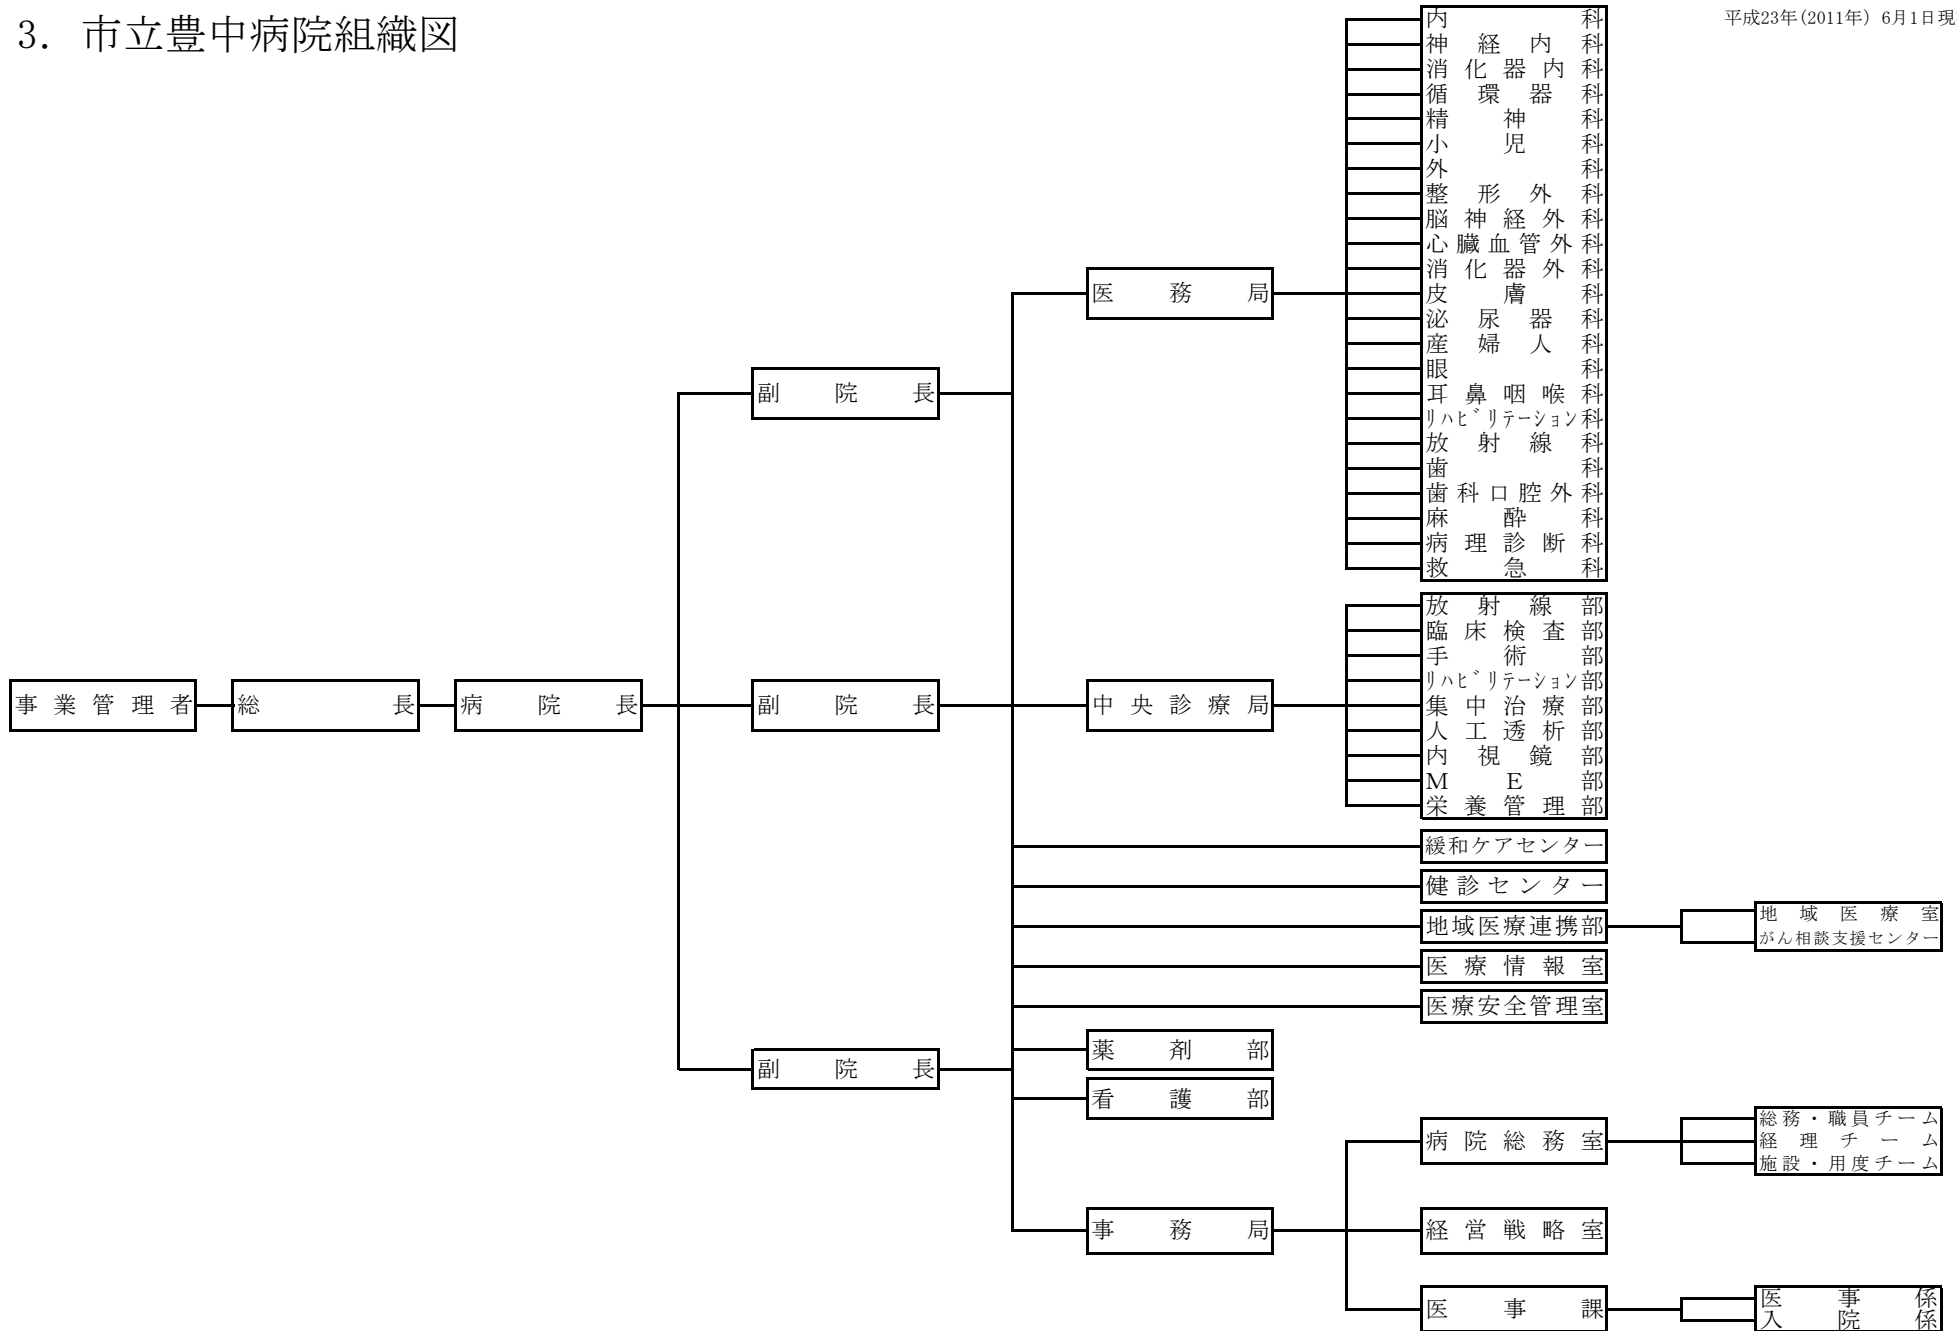 3. 市立豊中病院組織図
平成23年(2011年) 6月1日現
内科
神経内科
消化器内科
循環器科
精神科
小児科
外科
整形外科
脳神経外科
心臓血管外科
消化器外科
皮膚科
泌尿器科
産婦人科
眼科
耳鼻咽喉科
ﾘﾊﾋﾞﾘﾃｰｼｮﾝ科
放射線科
歯科
歯科口腔外科
麻酔科
病理診断科
救急科
医務局
副院長
放射線部
臨床検査部
手術部
ﾘﾊﾋﾞﾘﾃｰｼｮﾝ部
集中治療部
人工透析部
内視鏡部
ME部
栄養管理部
事業管理者
総長
病院長
副院長
中央診療局
緩和ケアセンター
健診センター
地域医療連携部
地域医療室
がん相談支援センター
医療情報室
医療安全管理室
副院長
薬剤部
看護部
病院総務室
総務・職員チーム
経理チーム
施設・用度チーム
事務局
経営戦略室
医事課
医事係
入院係